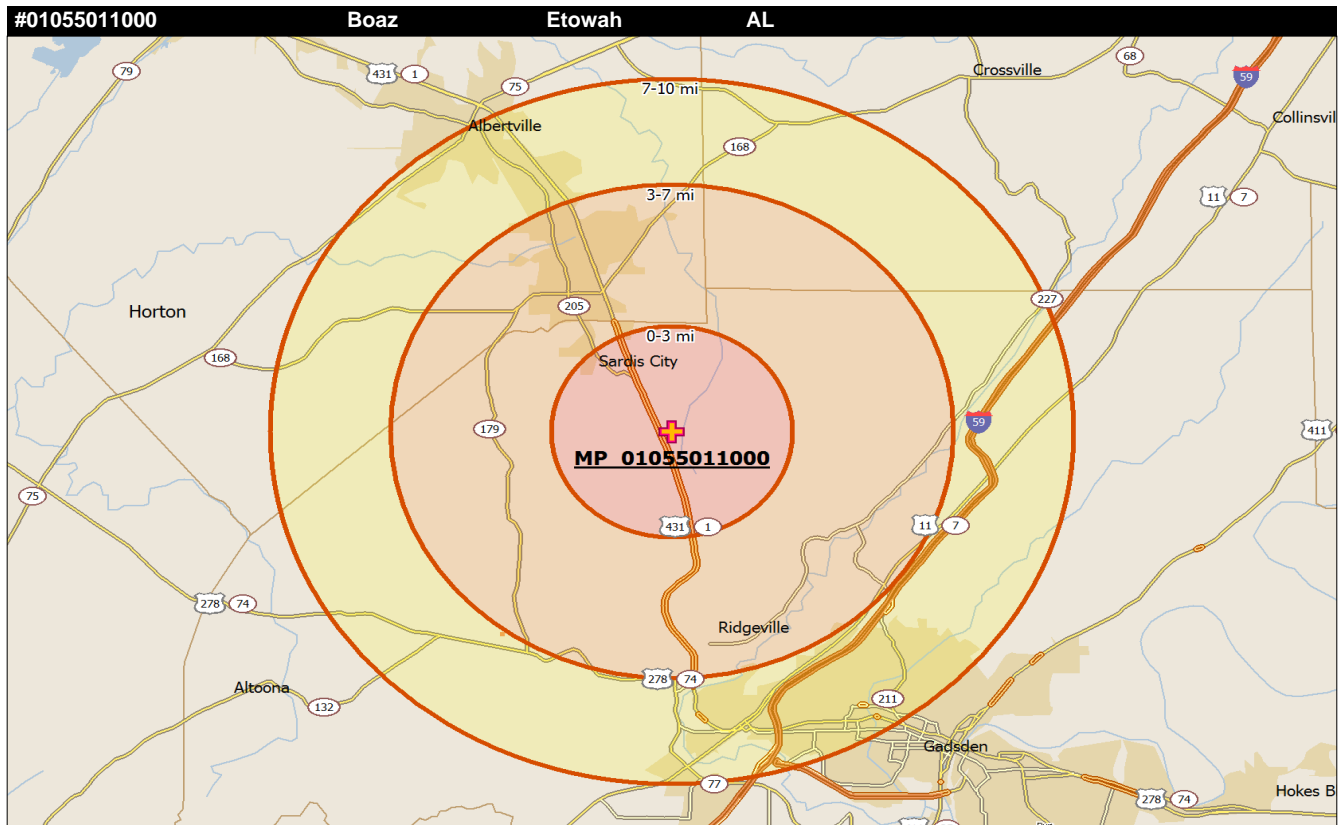 #01055011000 Boaz Etowah AL
79
431 1
75
68
Crossville
59
7-10 mi
Albertville
Collinsvil
168
3-7 mi
11 7
227
205
Horton
0-3 mi
168
Sardis City
179
59
411
MP 01055011000
75
431 1
11 7
278 74
Ridgeville
278 74
Altoona
132
211
Gadsden
77
278 74
Hokes B